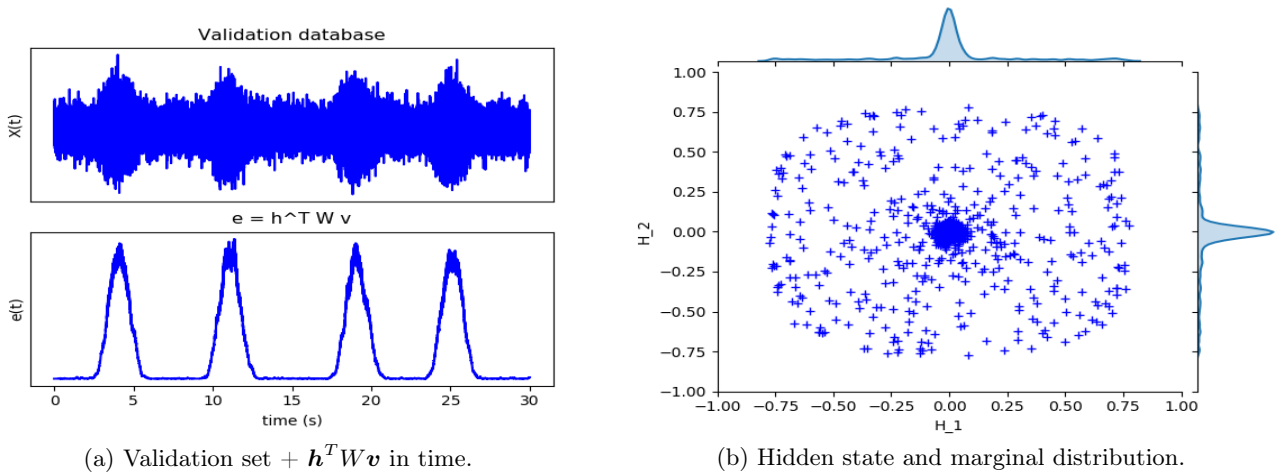 Validation database
X(t)
e = h^T W v
e(t)
0 5 10 15 20 25 30
time (s)
(a) Validation set + h^T W v in time.
1.00
0.75
0.50
0.25
0.00
−0.25
−0.50
−0.75
−1.00
H_2
−1.00 −0.75 −0.50 −0.25 0.00 0.25 0.50 0.75 1.00
H_1
(b) Hidden state and marginal distribution.